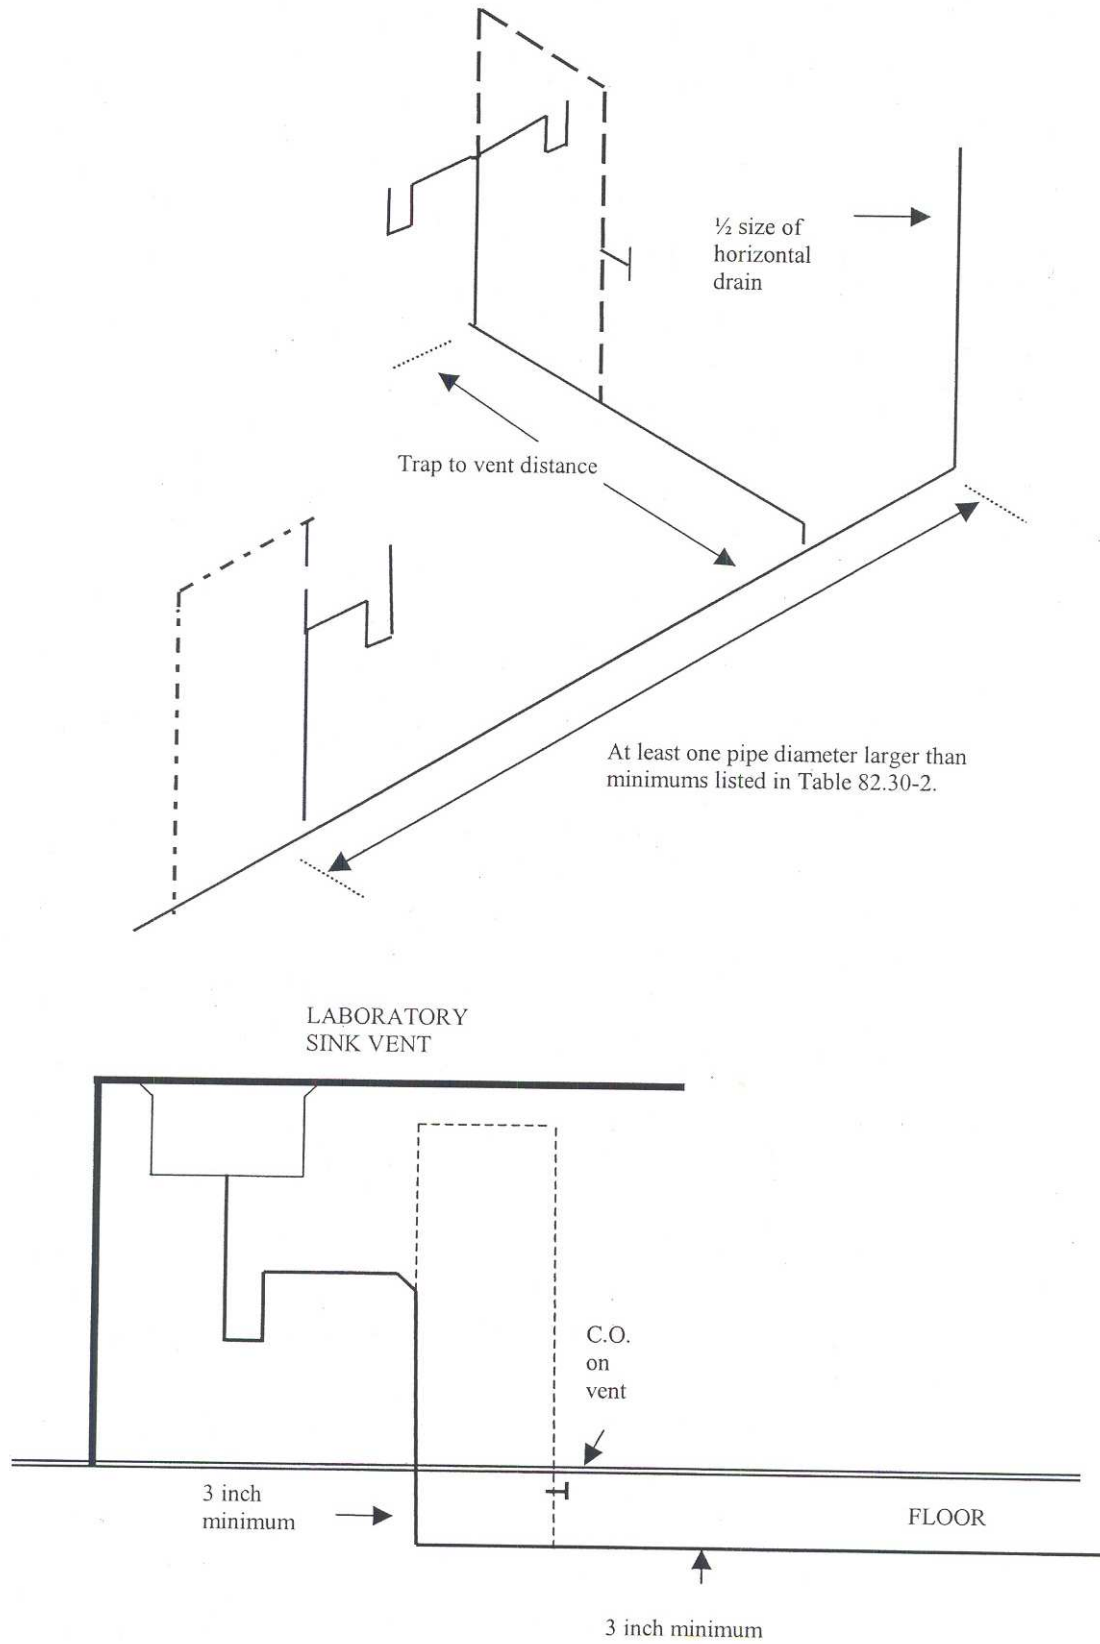 ½ size of
horizontal
drain
Trap to vent distance
At least one pipe diameter larger than
minimums listed in Table 82.30-2.
LABORATORY
SINK VENT
C.O.
on
vent
3 inch
minimum
FLOOR
3 inch minimum